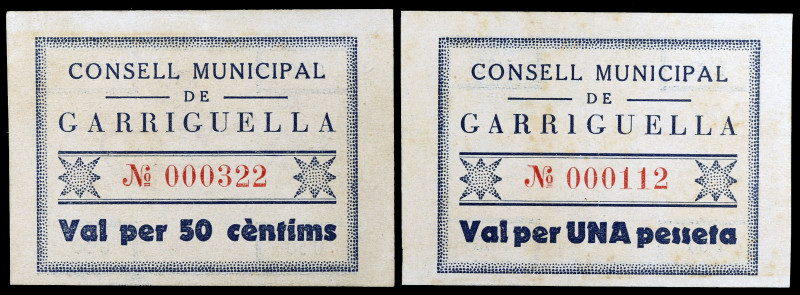 CONSELL MUNICIPAL
DE
GARRIGUELLA
Nº 000322
Val per 50 cèntims
CONSELL MUNICIPAL
DE
GARRIGUELLA
Nº 000112
Val per UNA pesseta